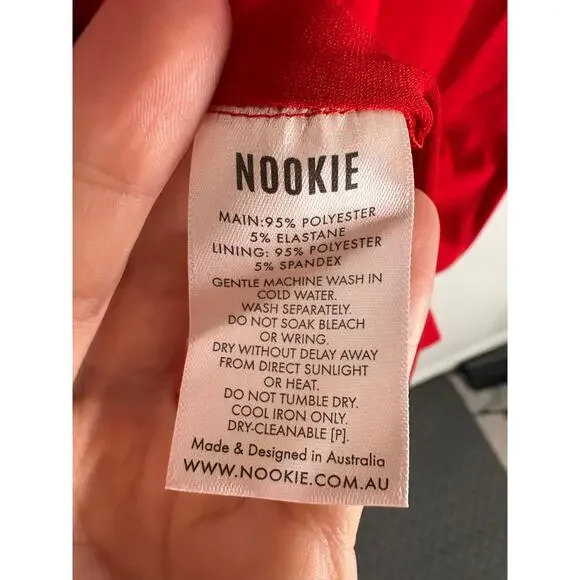 NOOKIE
MAIN:95% POLYESTER
5% ELASTANE
LINING: 95% POLYESTER
5% SPANDEX
GENTLE MACHINE WASH IN
COLD WATER.
WASH SEPARATELY.
DO NOT SOAK BLEACH
OR WRING.
DRY WITHOUT DELAY AWAY
FROM DIRECT SUNLIGHT
OR HEAT.
DO NOT TUMBLE DRY.
COOL IRON ONLY.
DRY-CLEANABLE [P].
Made & Designed in Australia
WWW.NOOKIE.COM.AU